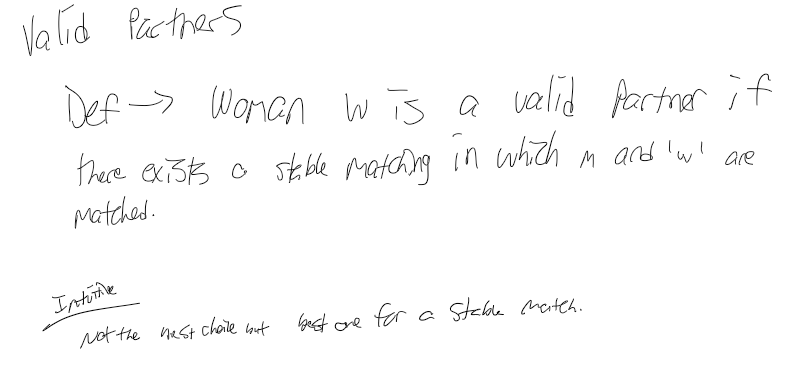 Valid Partners
Def → Woman w is a valid Partner if
there exists a stable matching in which m and 'w' are
matched.
Intuitive
Not the best choice but best one for a stable match.